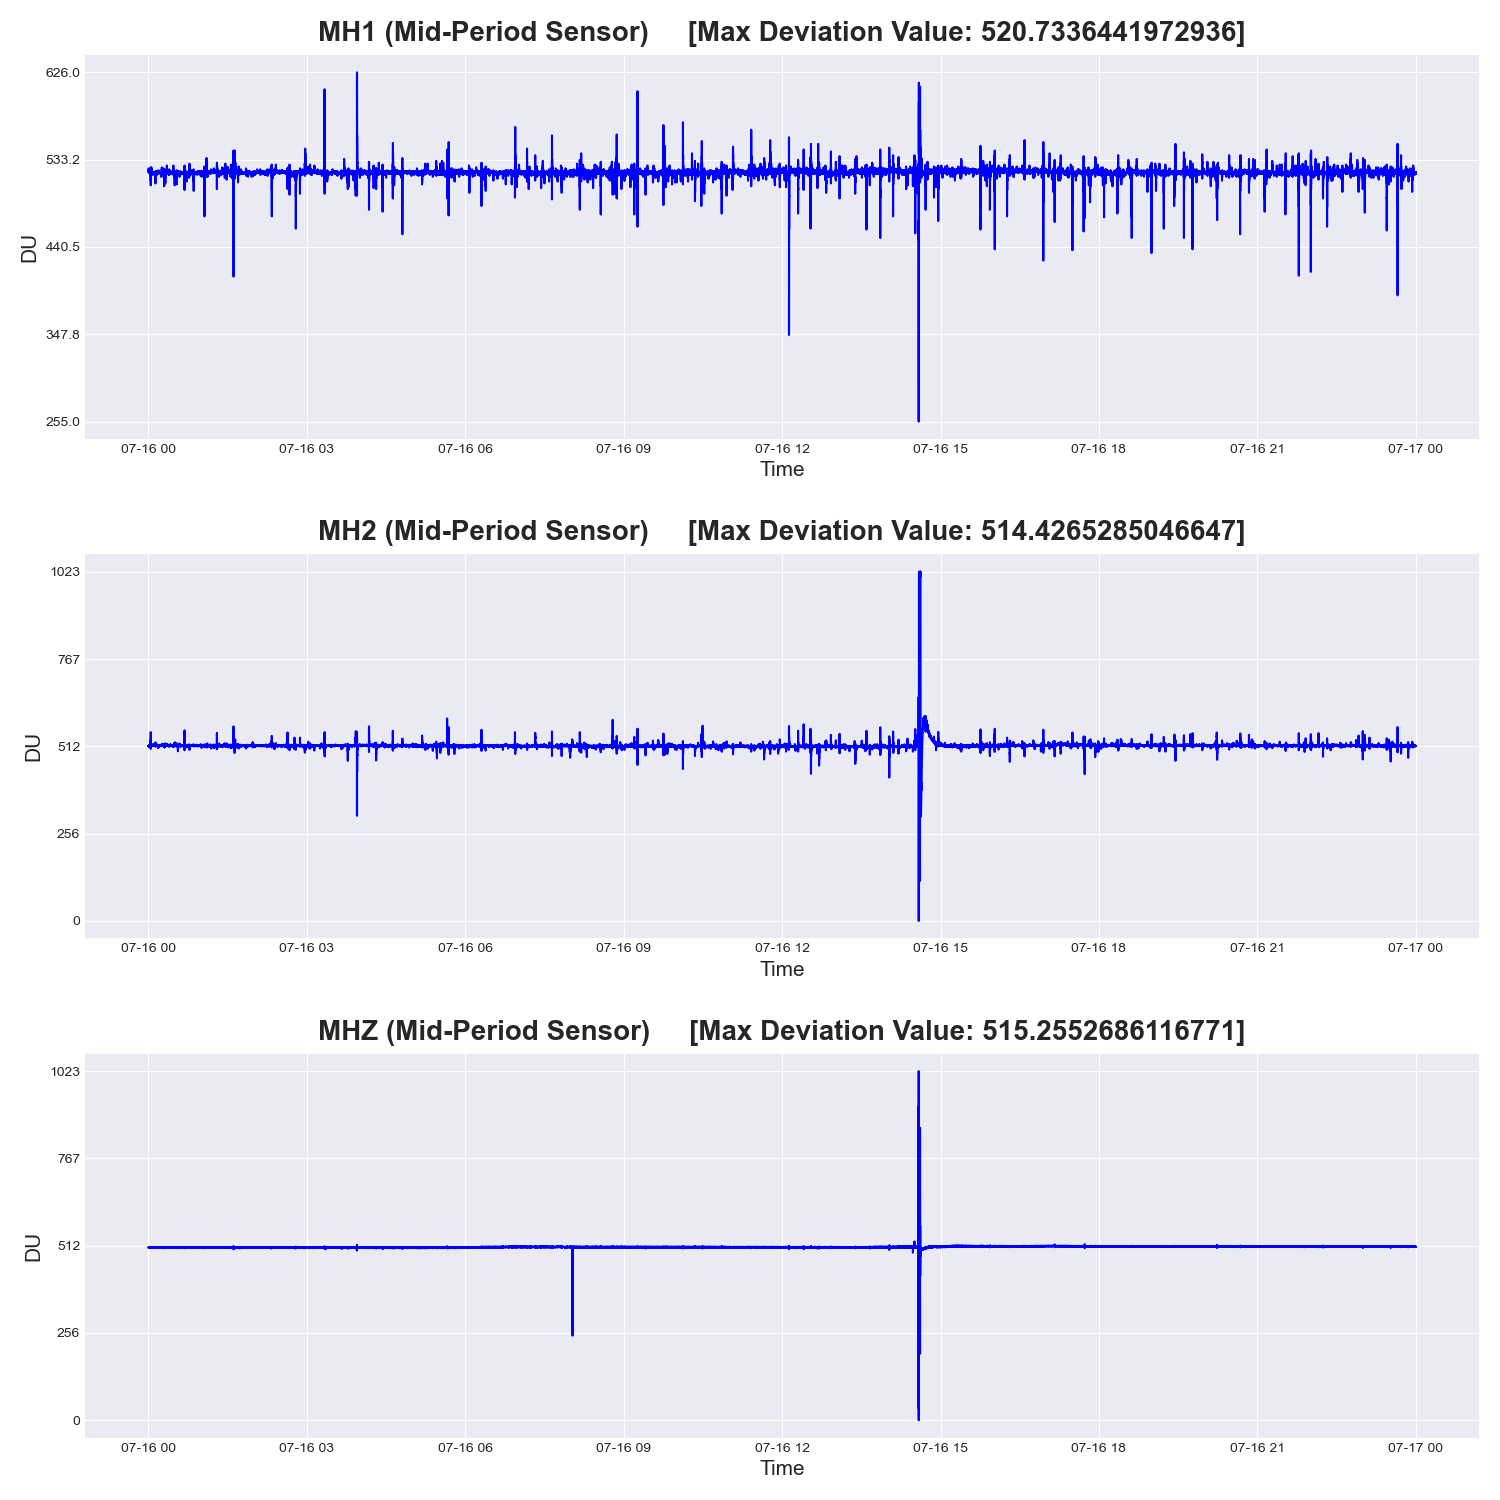 MH1 (Mid-Period Sensor) [Max Deviation Value: 520.7336441972936]
626.0
533.2
440.5
347.8
255.0
DU
07-16 00 07-16 03 07-16 06 07-16 09 07-16 12 07-16 15 07-16 18 07-16 21 07-17 00
Time
MH2 (Mid-Period Sensor) [Max Deviation Value: 514.4265285046647]
1023
767
512
256
0
DU
07-16 00 07-16 03 07-16 06 07-16 09 07-16 12 07-16 15 07-16 18 07-16 21 07-17 00
Time
MHZ (Mid-Period Sensor) [Max Deviation Value: 515.2552686116771]
1023
767
512
256
0
DU
07-16 00 07-16 03 07-16 06 07-16 09 07-16 12 07-16 15 07-16 18 07-16 21 07-17 00
Time